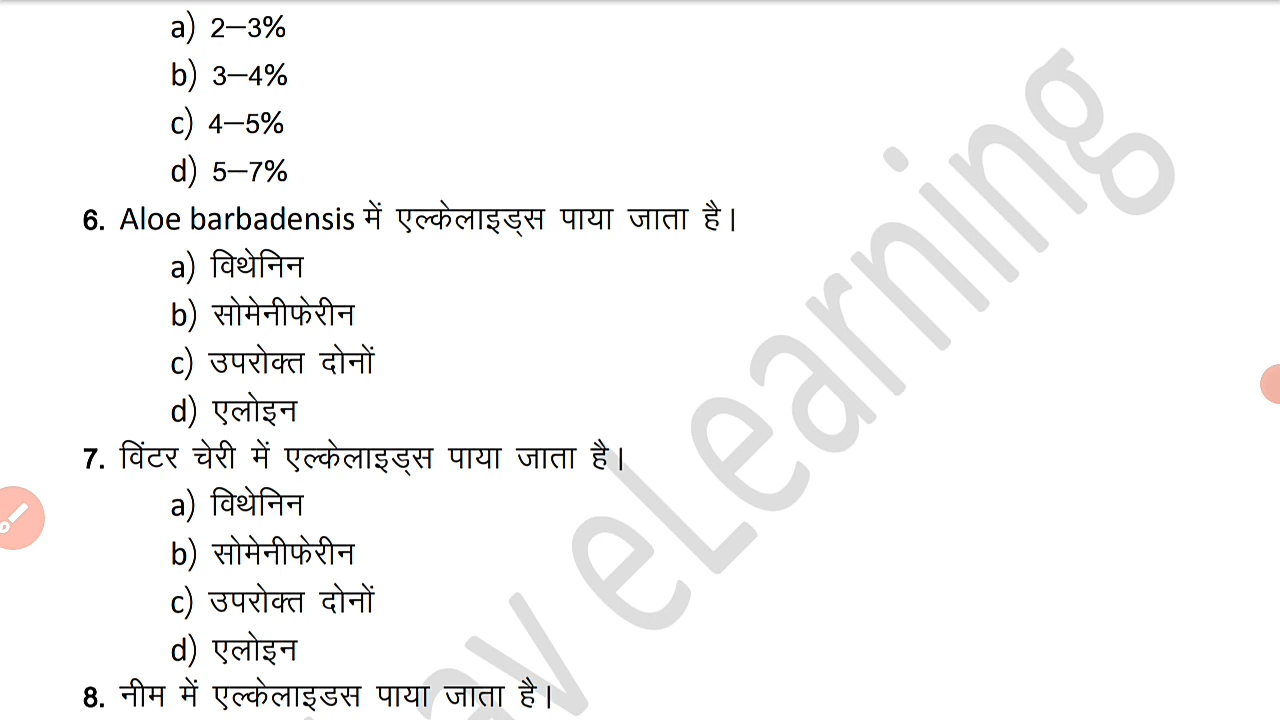 a) 2–3%
b) 3–4%
c) 4–5%
d) 5–7%
6. Aloe barbadensis में एल्केलाइड्स पाया जाता है।
a) विथेनिन
b) सोमेनीफेरीन
c) उपरोक्त दोनों
d) एलोइन
7. विंटर चेरी में एल्केलाइड्स पाया जाता है।
a) विथेनिन
b) सोमेनीफेरीन
c) उपरोक्त दोनों
d) एलोइन
8. नीम में एल्केलाइडस पाया जाता है।
eLearning